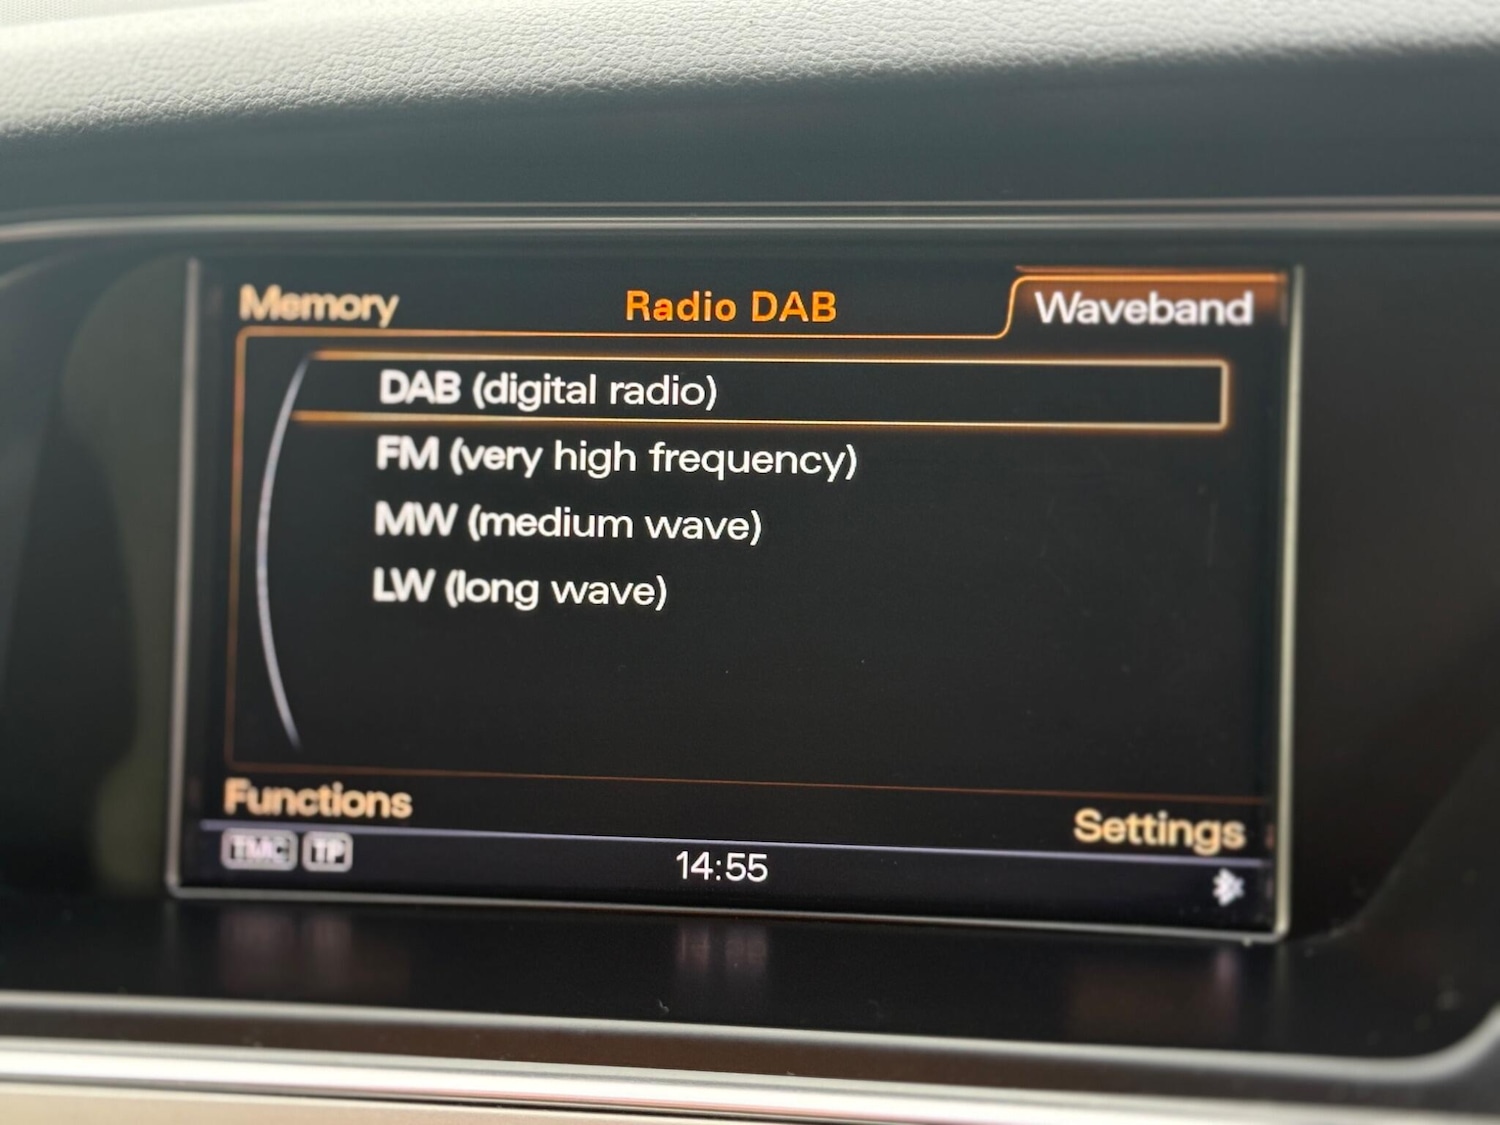 Memory Radio DAB Waveband
DAB (digital radio)
FM (very high frequency)
MW (medium wave)
LW (long wave)
Functions
Settings
TMC TP
14:55